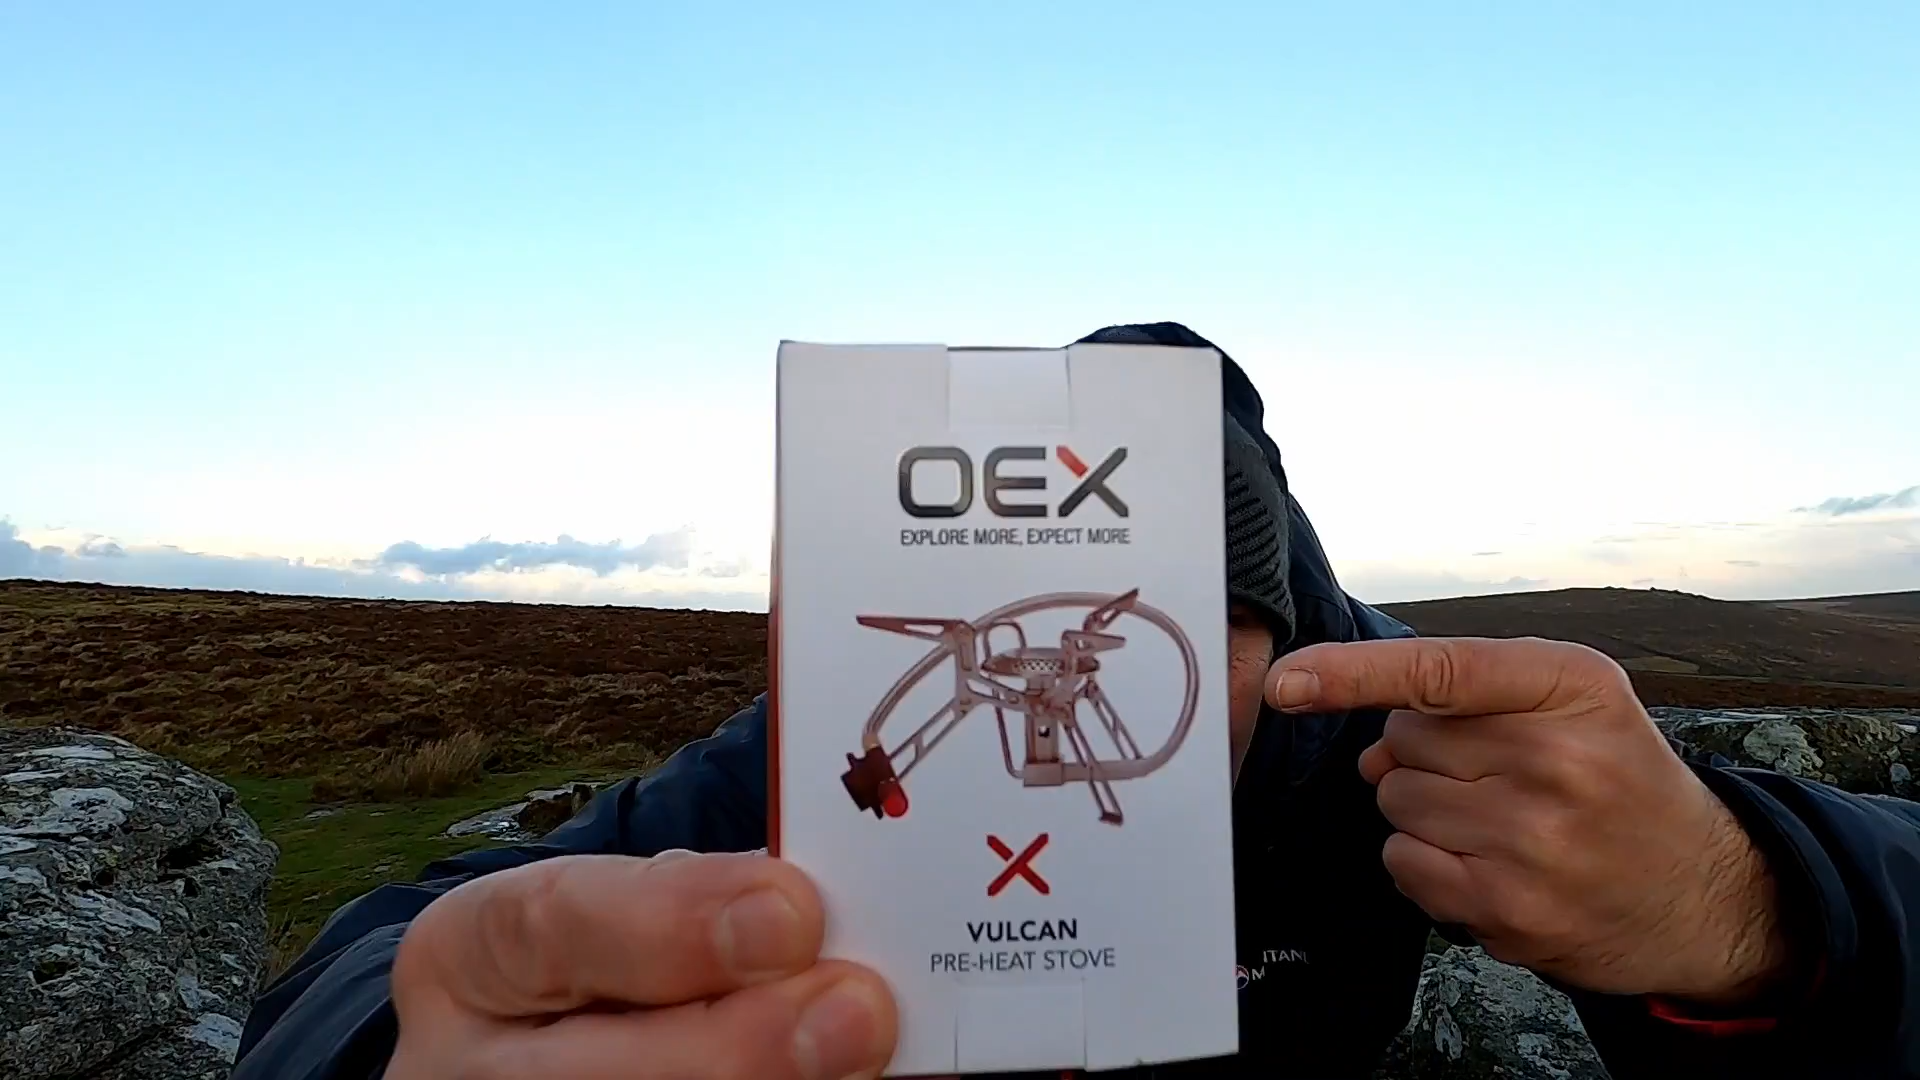 OEX
EXPLORE MORE, EXPECT MORE
VULCAN
PRE-HEAT STOVE